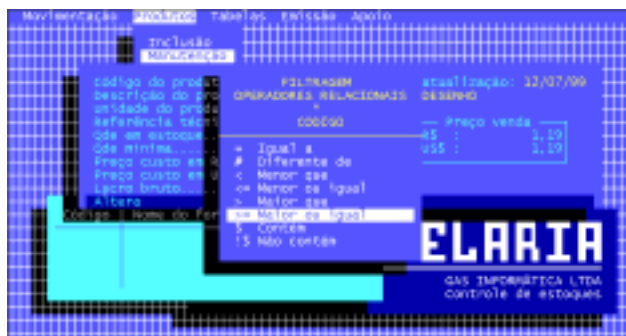 Movimentação Produtos Tabelas Emissão Apoio
Inclusão
Manutenção
código do produt
Descrição do pro
Unidade do produ
Referência técni
Qde em estoque..
Qde mínima......
Preço custo em R
Preço custo em U
Lucro bruto.....
Altera
FILTRAGEM
OPERADORES RELACIONAIS
CODIGO
= Igual a
# Diferente de
< Menor que
<= Menor ou igual
> Maior que
>= Maior ou igual
$ Contém
!$ Não contém
atualização: 12/07/99
DESENHO
Preço venda
R$ : 1,19
US$ : 1,19
Código | Nome do for
ELARIA
GAS INFORMÁTICA LTDA
Controle de estoques